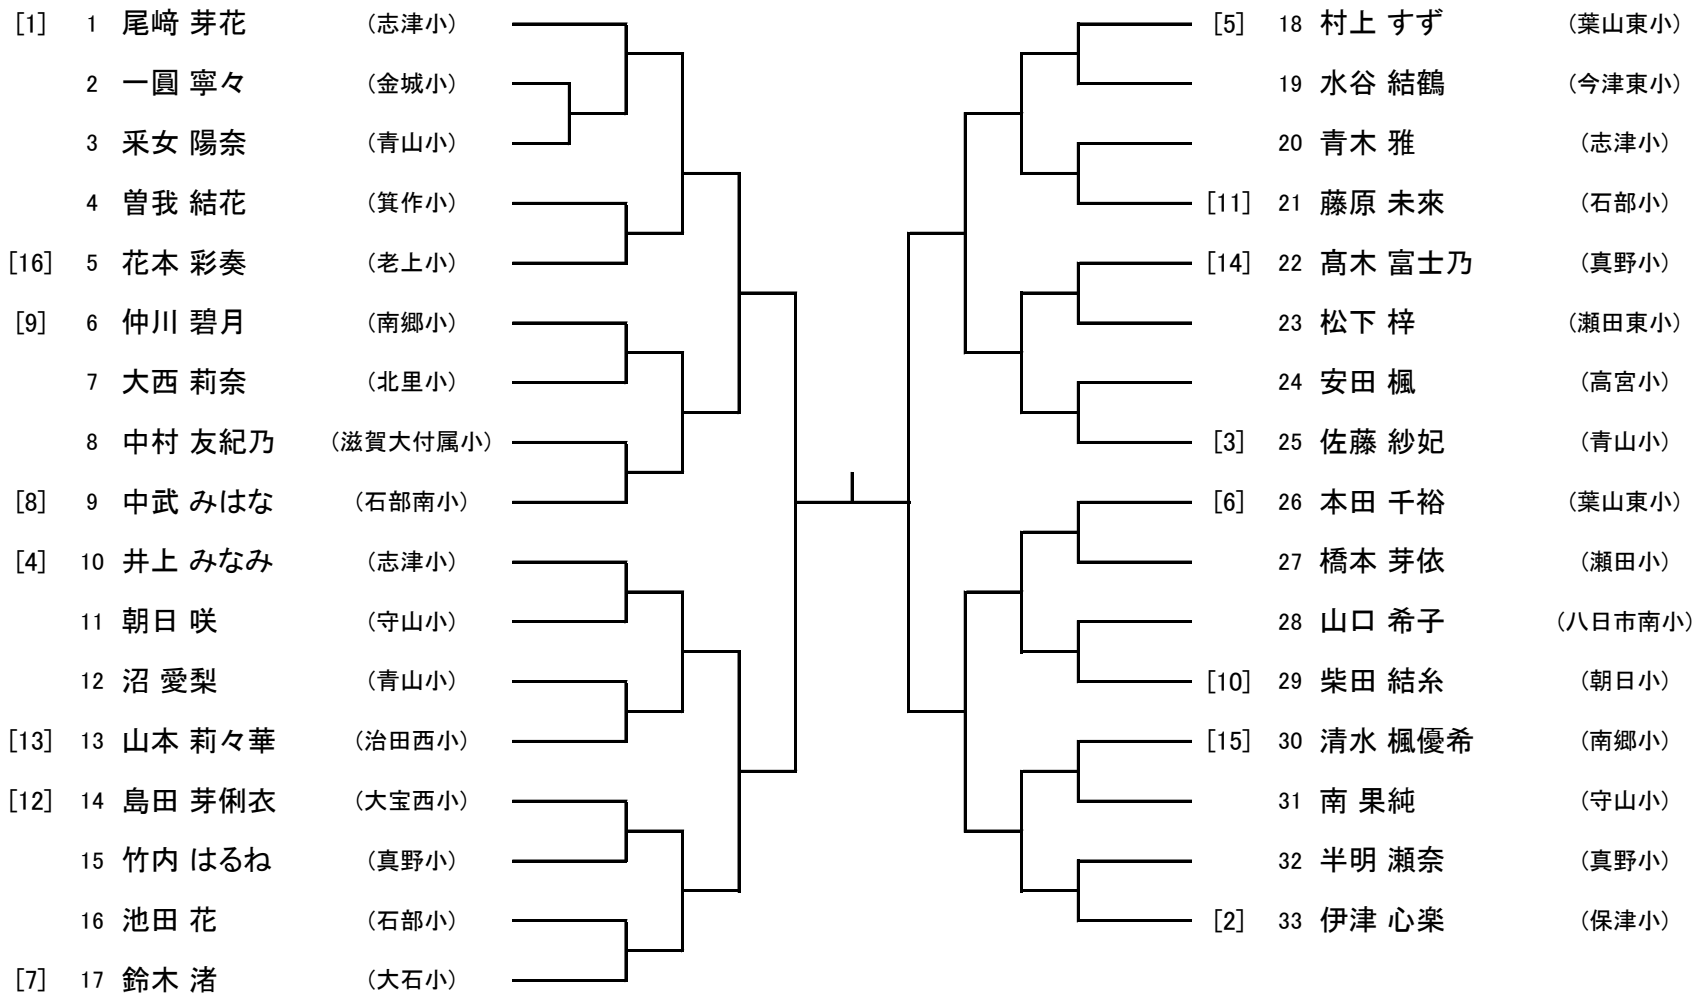 [1] 1 尾﨑 芽花 （志津小）
2 一圓 寧々 （金城小）
3 采女 陽奈 （青山小）
4 曽我 結花 （箕作小）
[16] 5 花本 彩奏 （老上小）
[9] 6 仲川 碧月 （南郷小）
7 大西 莉奈 （北里小）
8 中村 友紀乃 （滋賀大付属小）
[8] 9 中武 みはな （石部南小）
[4] 10 井上 みなみ （志津小）
11 朝日 咲 （守山小）
12 沼 愛梨 （青山小）
[13] 13 山本 莉々華 （治田西小）
[12] 14 島田 芽俐衣 （大宝西小）
15 竹内 はるね （真野小）
16 池田 花 （石部小）
[7] 17 鈴木 渚 （大石小）
[5] 18 村上 すず （葉山東小）
19 水谷 結鶴 （今津東小）
20 青木 雅 （志津小）
[11] 21 藤原 未來 （石部小）
[14] 22 髙木 富士乃 （真野小）
23 松下 梓 （瀬田東小）
24 安田 楓 （高宮小）
[3] 25 佐藤 紗妃 （青山小）
[6] 26 本田 千裕 （葉山東小）
27 橋本 芽依 （瀬田小）
28 山口 希子 （八日市南小）
[10] 29 柴田 結糸 （朝日小）
[15] 30 清水 楓優希 （南郷小）
31 南 果純 （守山小）
32 半明 瀬奈 （真野小）
[2] 33 伊津 心楽 （保津小）